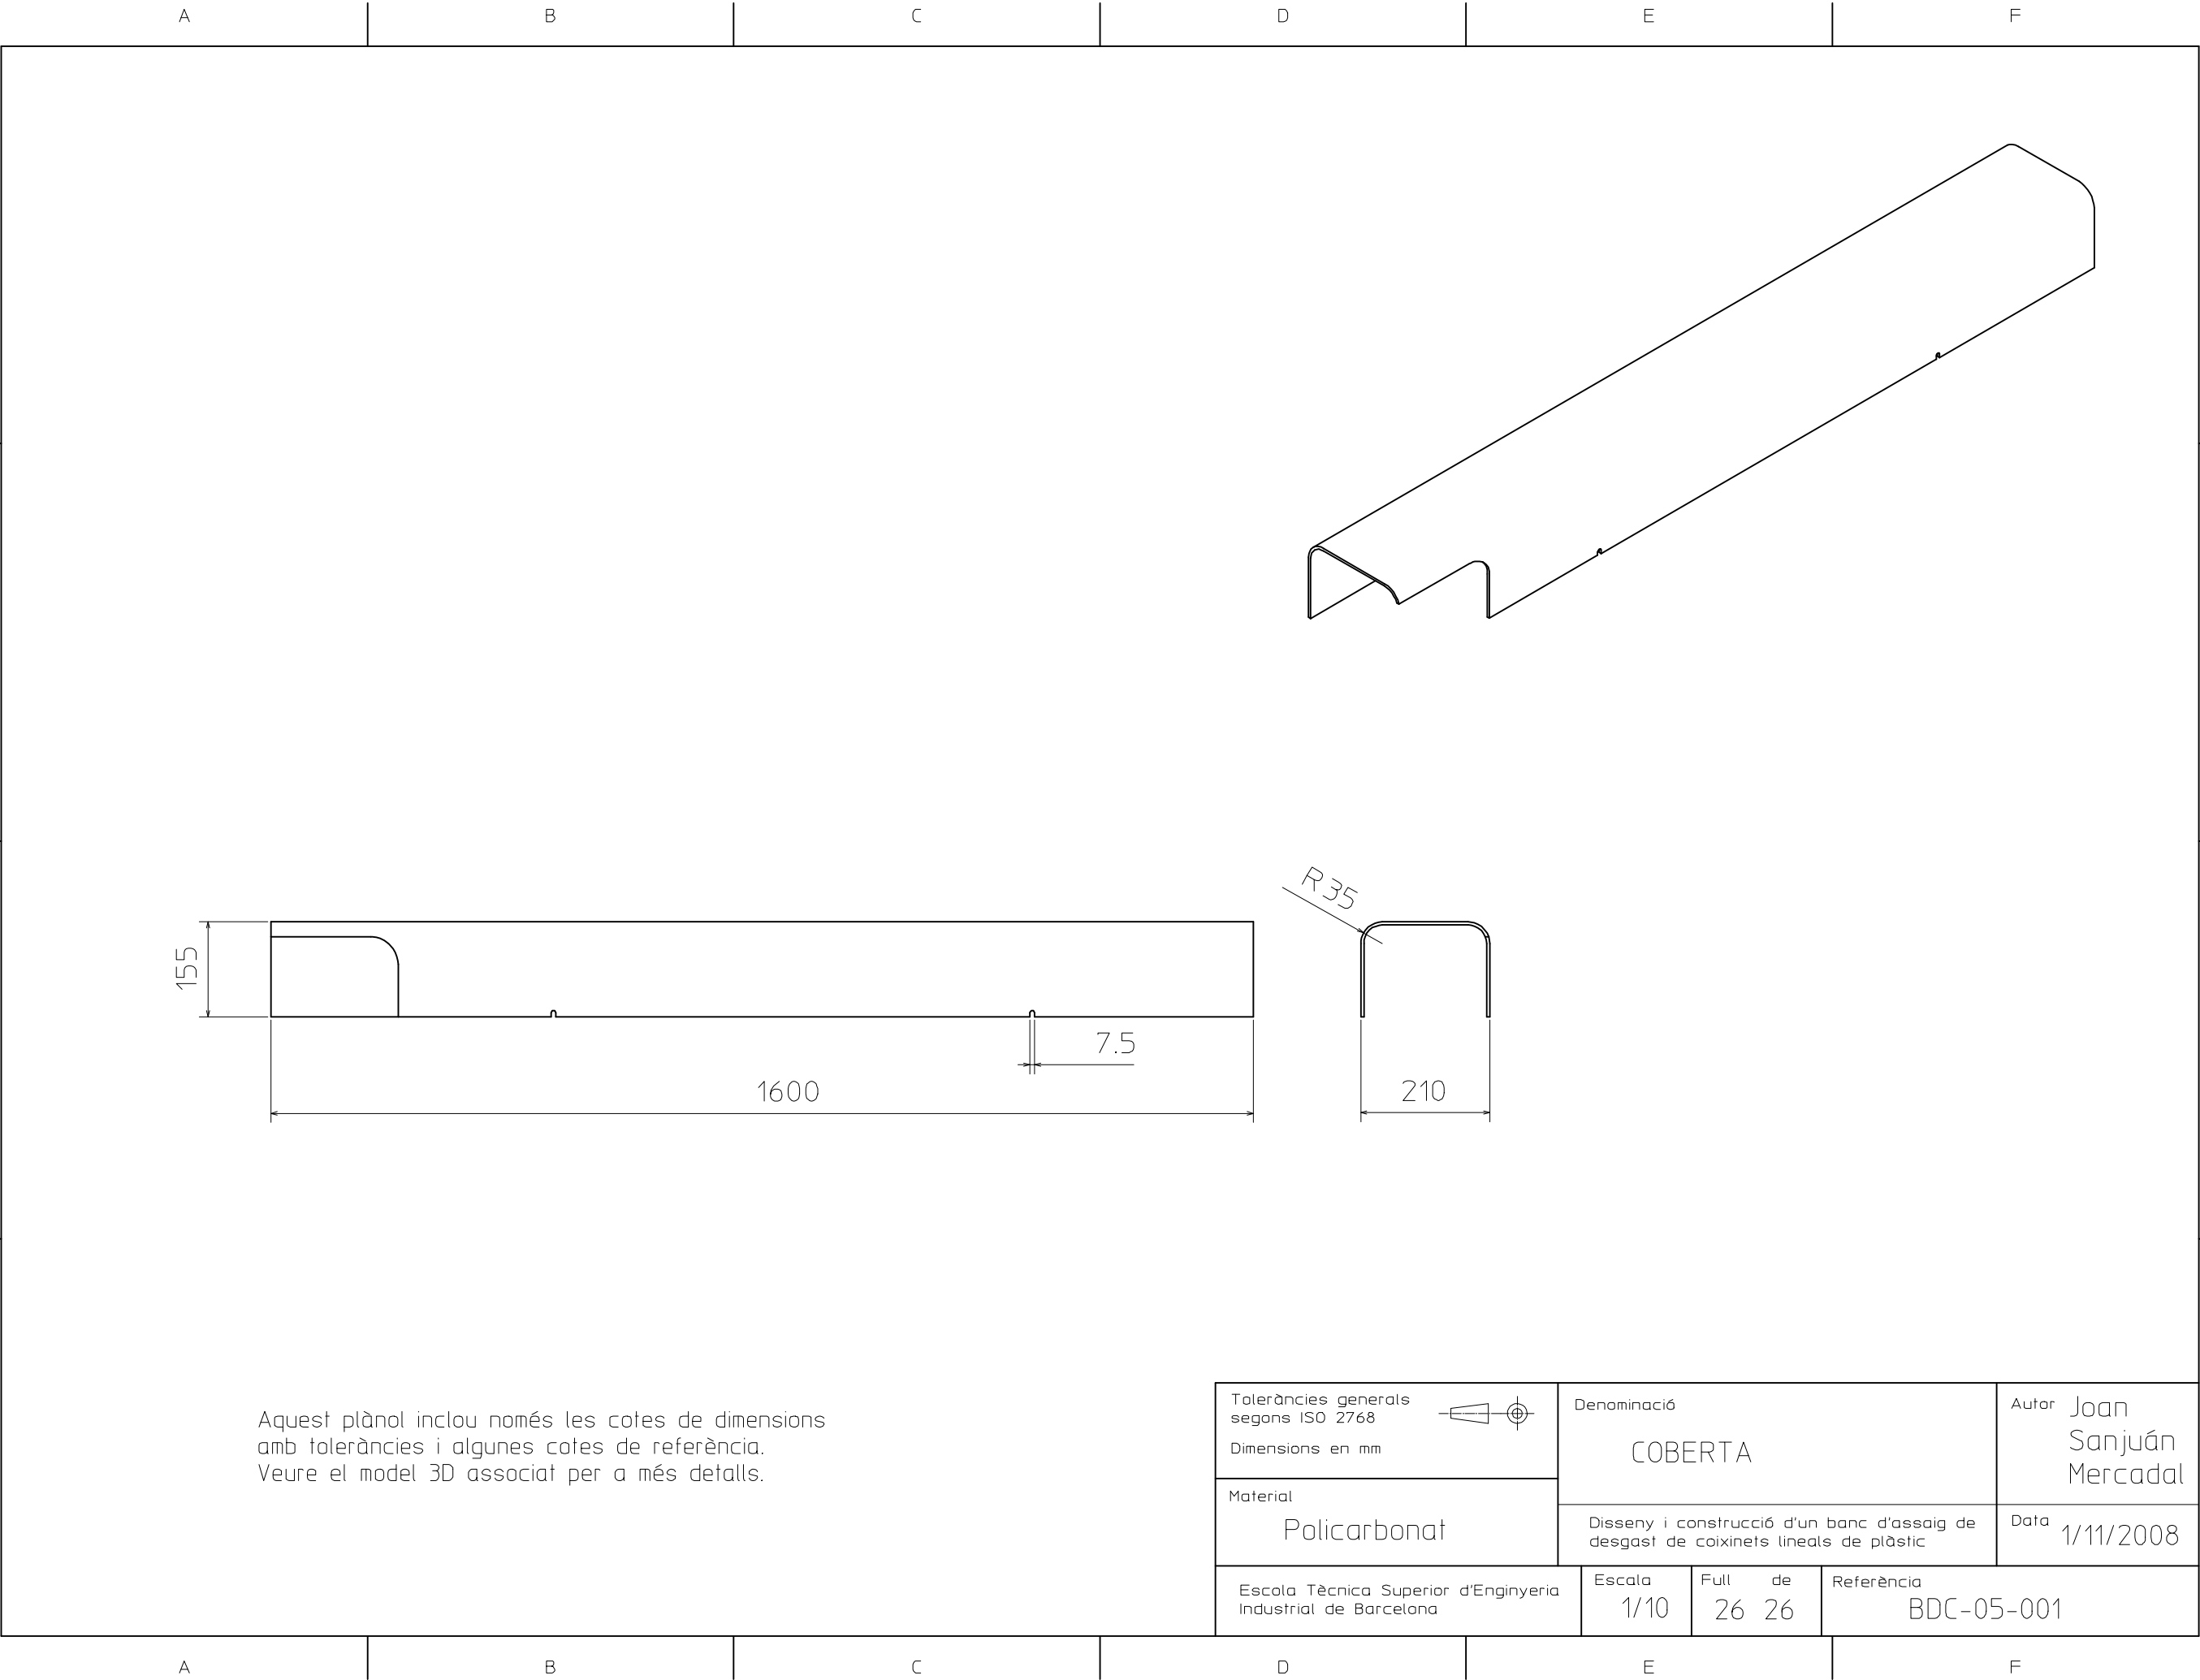 A B C D E F
R 35
155
7.5
1600
210
Aquest plànol inclou només les cotes de dimensions
amb toleràncies i algunes cotes de referència.
Veure el model 3D associat per a més detalls.
Toleràncies generals
segons ISO 2768
Dimensions en mm
Material
Policarbonat
Denominació
COBERTA
Disseny i construcció d'un banc d'assaig de
desgast de coixinets lineals de plàstic
Autor
Joan
Sanjuán
Mercadal
Data
1/11/2008
Escola Tècnica Superior d'Enginyeria
Industrial de Barcelona
Escala
1/10
Full de
26 26
Referència
BDC-05-001
A B C D E F